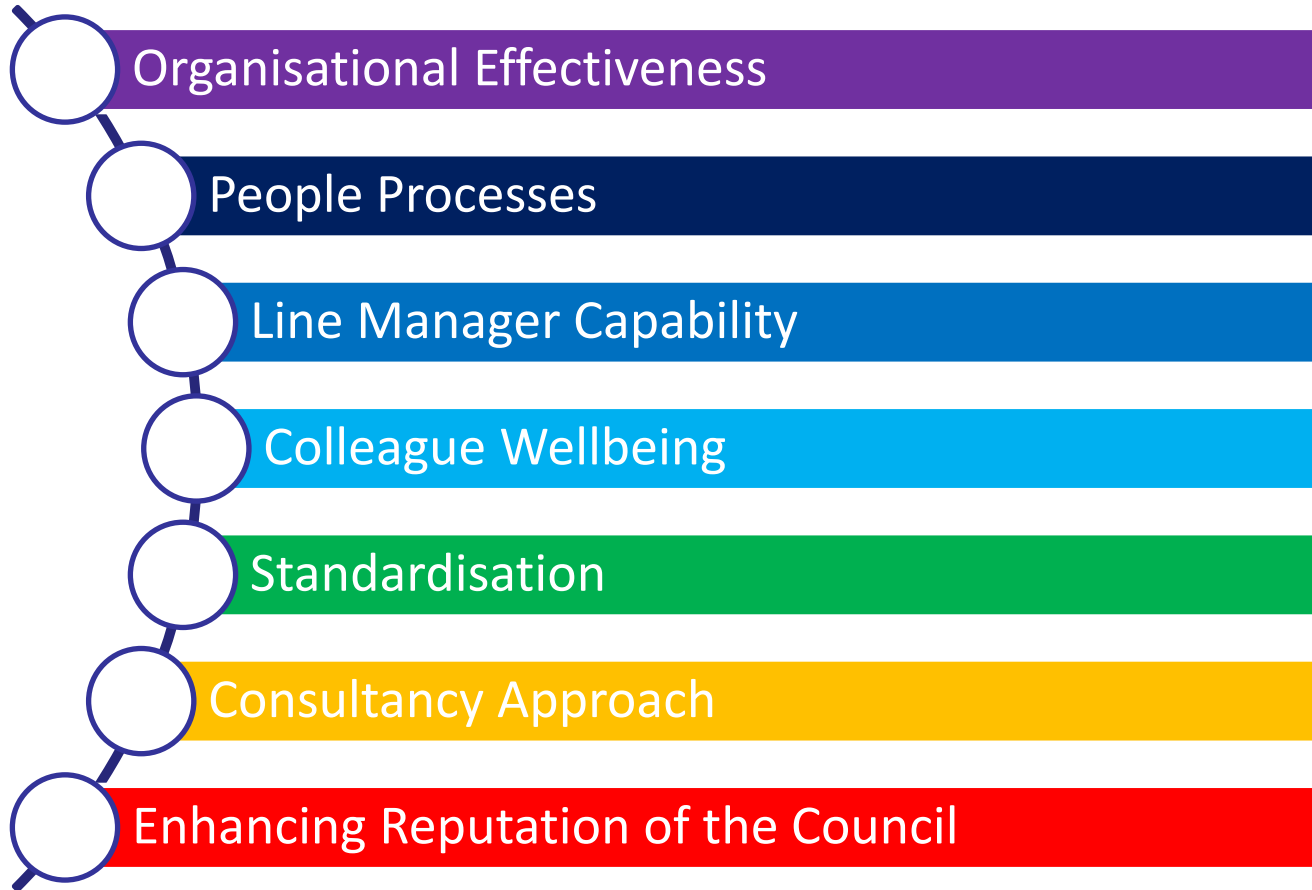 Organisational Effectiveness
People Processes
Line Manager Capability
Colleague Wellbeing
Standardisation
Consultancy Approach
Enhancing Reputation of the Council